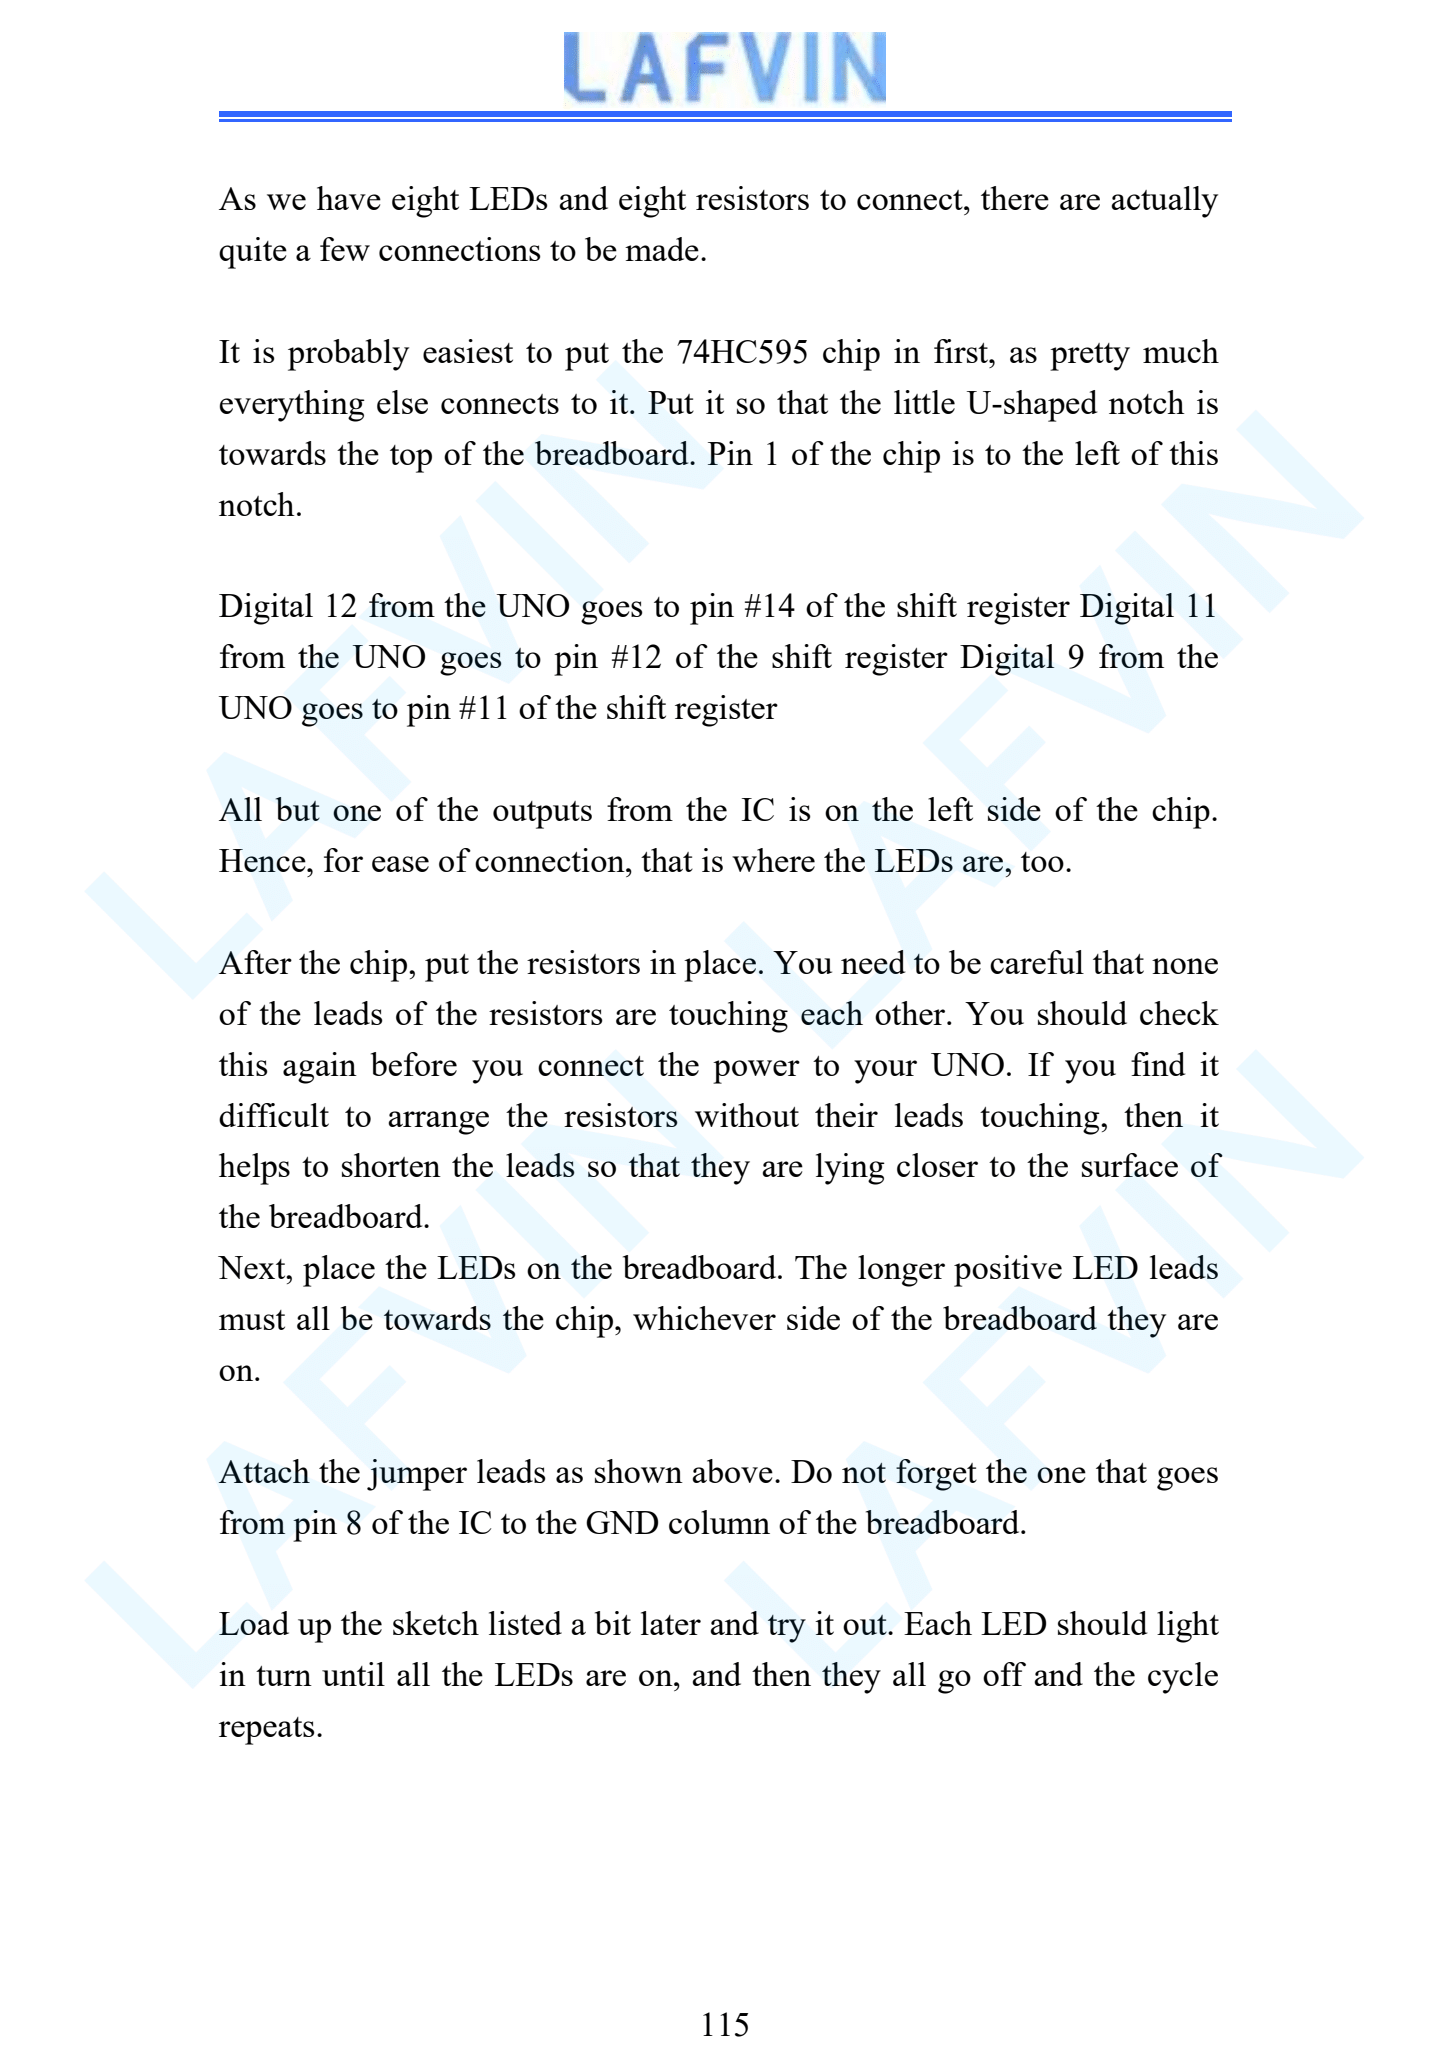 LAFVIN
As we have eight LEDs and eight resistors to connect, there are actually
quite a few connections to be made.
It is probably easiest to put the 74HC595 chip in first, as pretty much
everything else connects to it. Put it so that the little U-shaped notch is
towards the top of the breadboard. Pin 1 of the chip is to the left of this
notch.
Digital 12 from the UNO goes to pin #14 of the shift register Digital 11
from the UNO goes to pin #12 of the shift register Digital 9 from the
UNO goes to pin #11 of the shift register
All but one of the outputs from the IC is on the left side of the chip.
Hence, for ease of connection, that is where the LEDs are, too.
After the chip, put the resistors in place. You need to be careful that none
of the leads of the resistors are touching each other. You should check
this again before you connect the power to your UNO. If you find it
difficult to arrange the resistors without their leads touching, then it
helps to shorten the leads so that they are lying closer to the surface of
the breadboard.
Next, place the LEDs on the breadboard. The longer positive LED leads
must all be towards the chip, whichever side of the breadboard they are
on.
Attach the jumper leads as shown above. Do not forget the one that goes
from pin 8 of the IC to the GND column of the breadboard.
Load up the sketch listed a bit later and try it out. Each LED should light
in turn until all the LEDs are on, and then they all go off and the cycle
repeats.
115
LAFVIN
LAFVIN
LAFVIN
LAFVIN